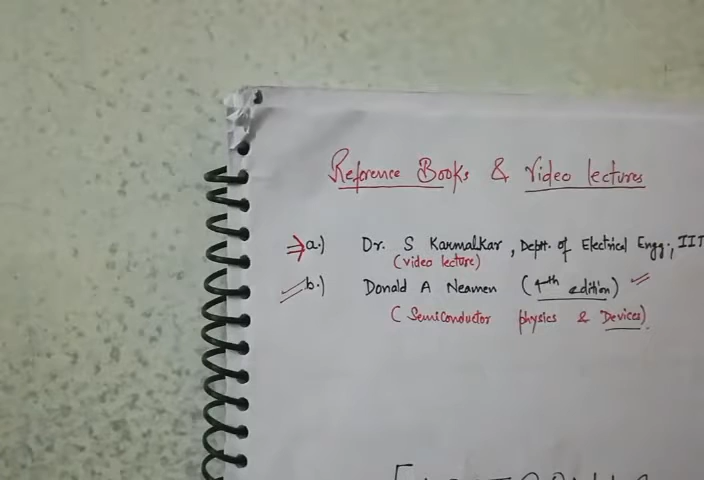 Reference Books & Video lectures
⇒ a.) Dr. S Karmalkar, Deptt. of Electrical Engg., IIT
(video lecture)
b.) Donald A Neamen (4th edition)
(Semiconductor physics & Devices).